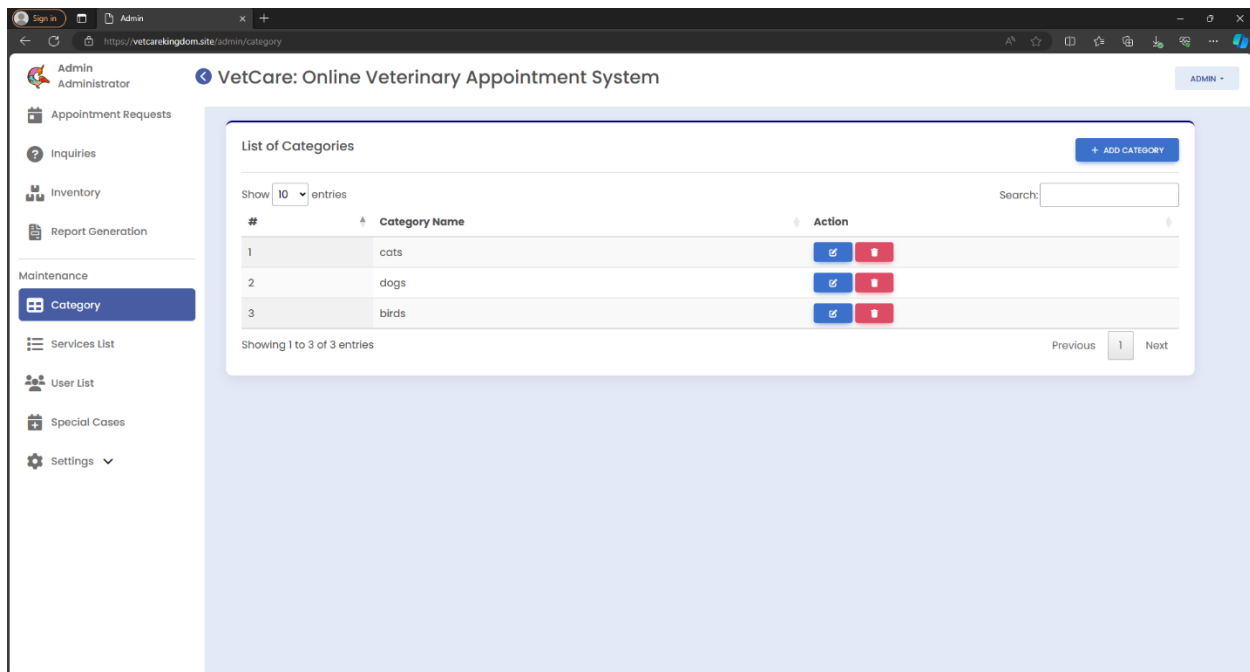 Sign in
Admin
https://vetcarekingdom.site/admin/category
Admin
Administrator
VetCare: Online Veterinary Appointment System
ADMIN
Appointment Requests
Inquiries
Inventory
Report Generation
Maintenance
Category
Services List
User List
Special Cases
Settings
List of Categories
+ ADD CATEGORY
Show 10 entries
Search:
# Category Name Action
1 cats
2 dogs
3 birds
Showing 1 to 3 of 3 entries
Previous 1 Next